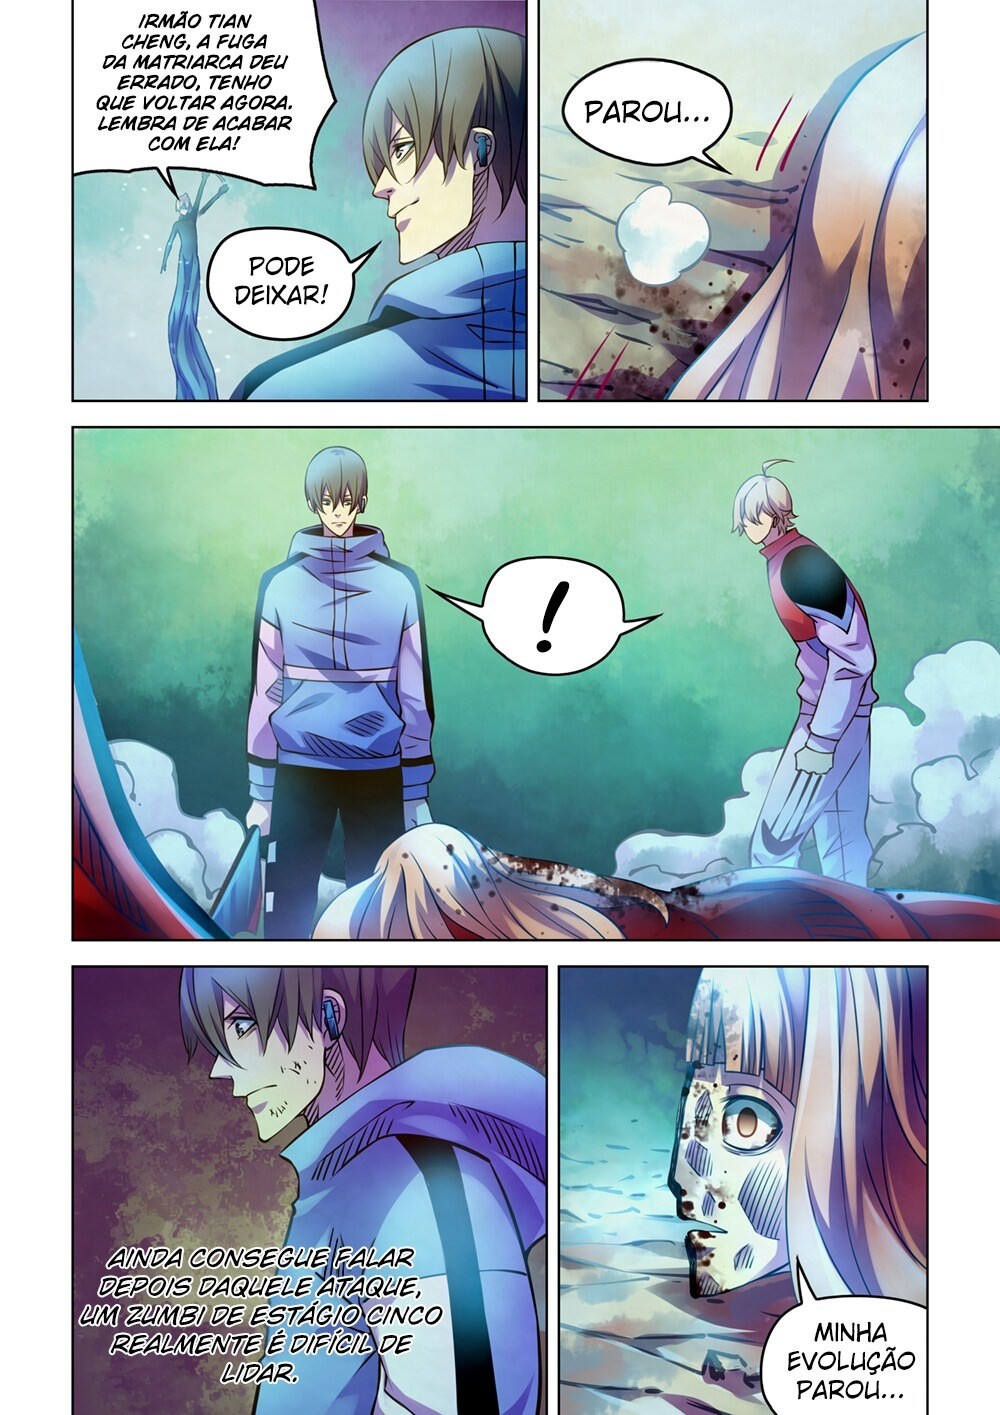 IRMÃO TIAN
CHENG, A FUGA
DA MATRIARCA DEU
ERRADO, TENHO
QUE VOLTAR AGORA.
LEMBRA DE ACABAR
COM ELA!
PODE
DEIXAR!
PAROU...
!
AINDA CONSEGUE FALAR
DEPOIS DAQUELE ATAQUE,
UM ZUMBI DE ESTÁGIO CINCO
REALMENTE É DIFÍCIL DE
LIDAR.
MINHA
EVOLUÇÃO
PAROU...